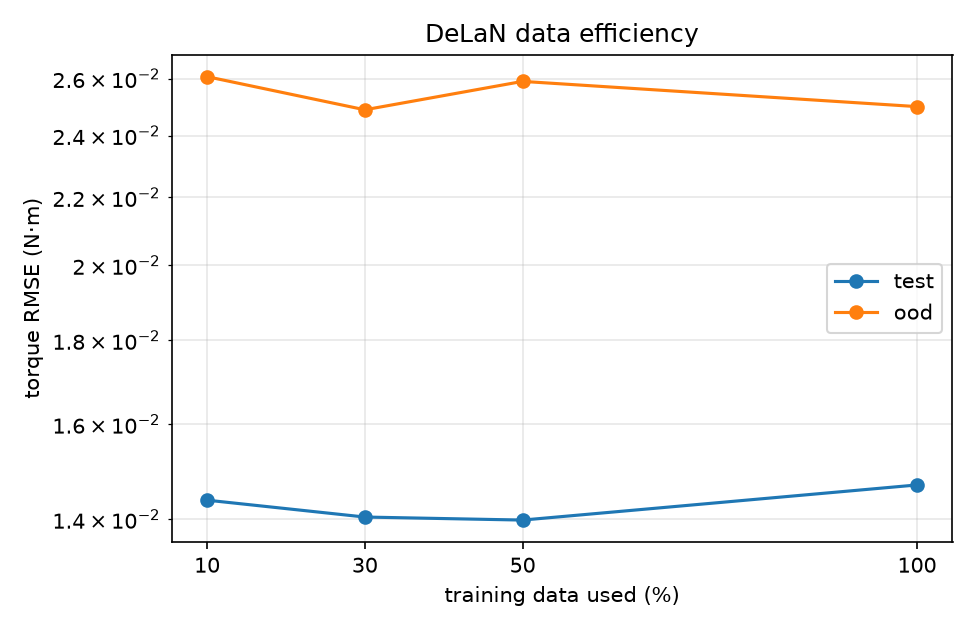 DeLaN data efficiency
torque RMSE (N·m)
2.6 × 10⁻²
2.4 × 10⁻²
2.2 × 10⁻²
2 × 10⁻²
1.8 × 10⁻²
1.6 × 10⁻²
1.4 × 10⁻²
test
ood
10 30 50 100
training data used (%)